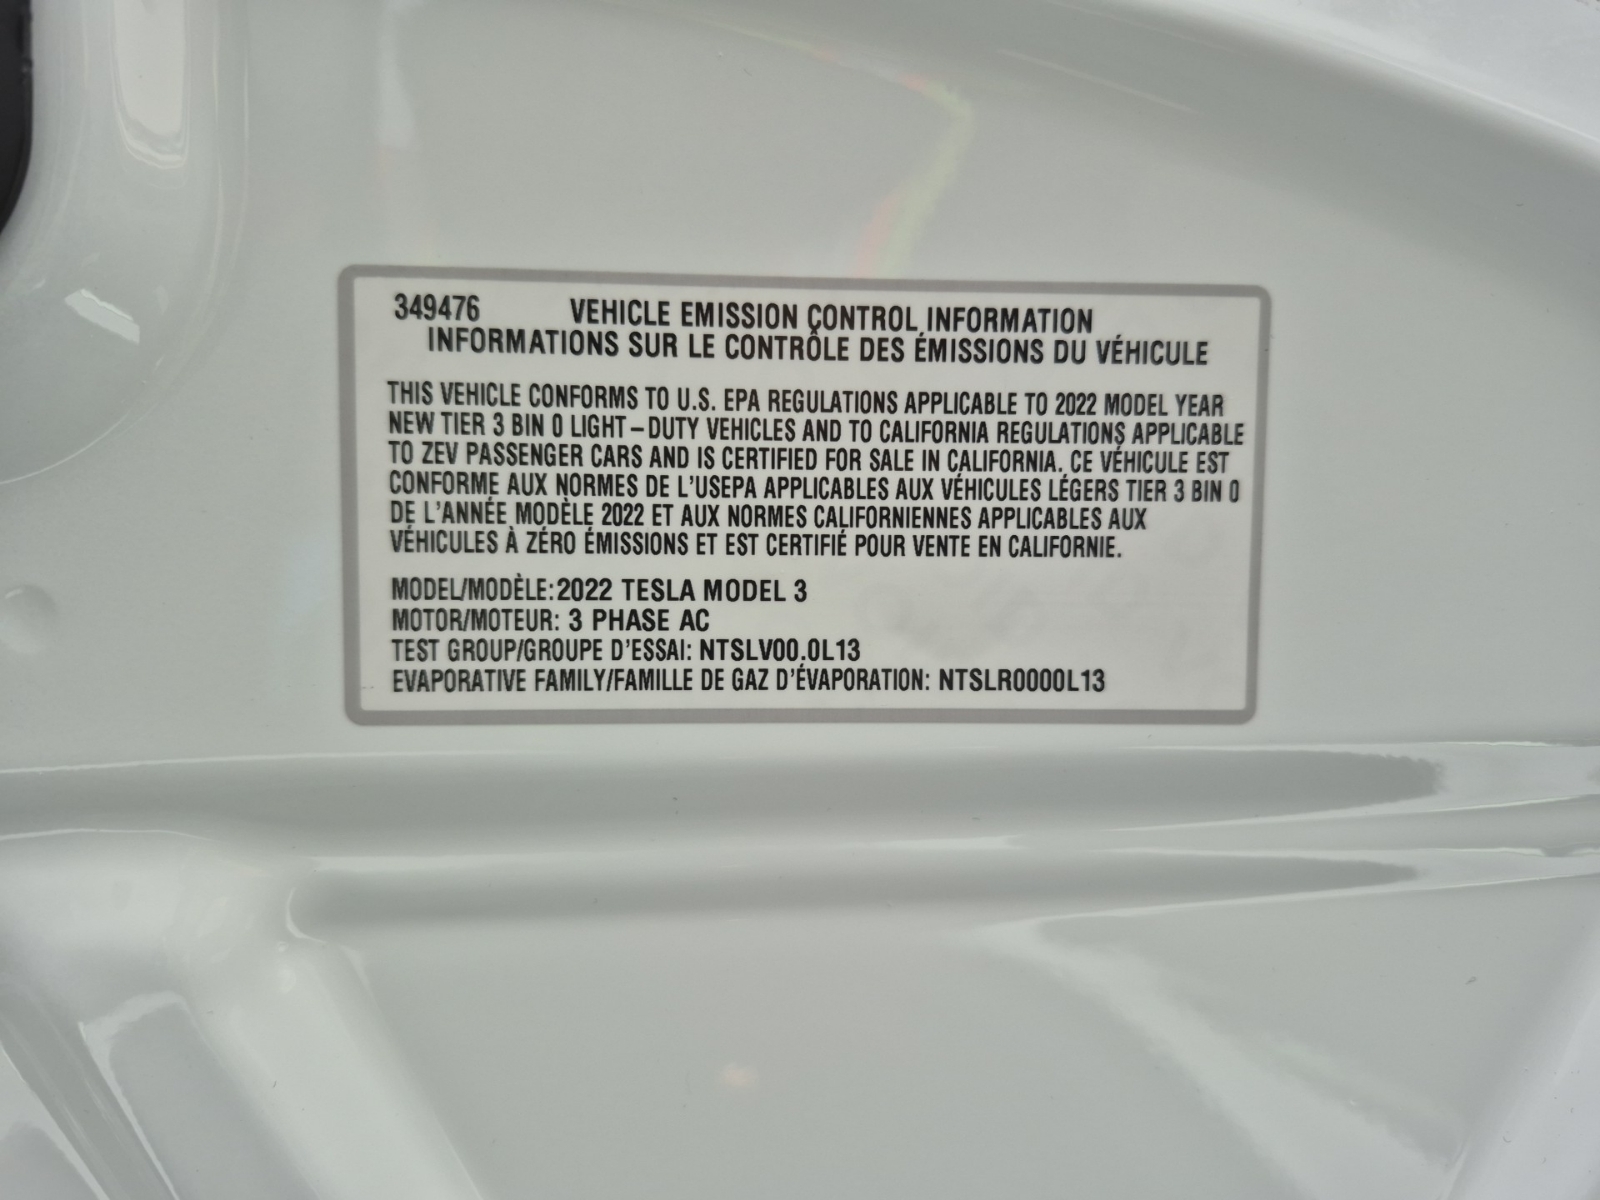 349476 VEHICLE EMISSION CONTROL INFORMATION
INFORMATIONS SUR LE CONTRÔLE DES ÉMISSIONS DU VÉHICULE
THIS VEHICLE CONFORMS TO U.S. EPA REGULATIONS APPLICABLE TO 2022 MODEL YEAR
NEW TIER 3 BIN 0 LIGHT-DUTY VEHICLES AND TO CALIFORNIA REGULATIONS APPLICABLE
TO ZEV PASSENGER CARS AND IS CERTIFIED FOR SALE IN CALIFORNIA. CE VÉHICULE EST
CONFORME AUX NORMES DE L'USEPA APPLICABLES AUX VÉHICULES LÉGERS TIER 3 BIN 0
DE L'ANNÉE MODÈLE 2022 ET AUX NORMES CALIFORNIENNES APPLICABLES AUX
VÉHICULES À ZÉRO ÉMISSIONS ET EST CERTIFIÉ POUR VENTE EN CALIFORNIE.
MODEL/MODÈLE: 2022 TESLA MODEL 3
MOTOR/MOTEUR: 3 PHASE AC
TEST GROUP/GROUPE D'ESSAI: NTSLV00.0L13
EVAPORATIVE FAMILY/FAMILLE DE GAZ D'ÉVAPORATION: NTSLR0000L13